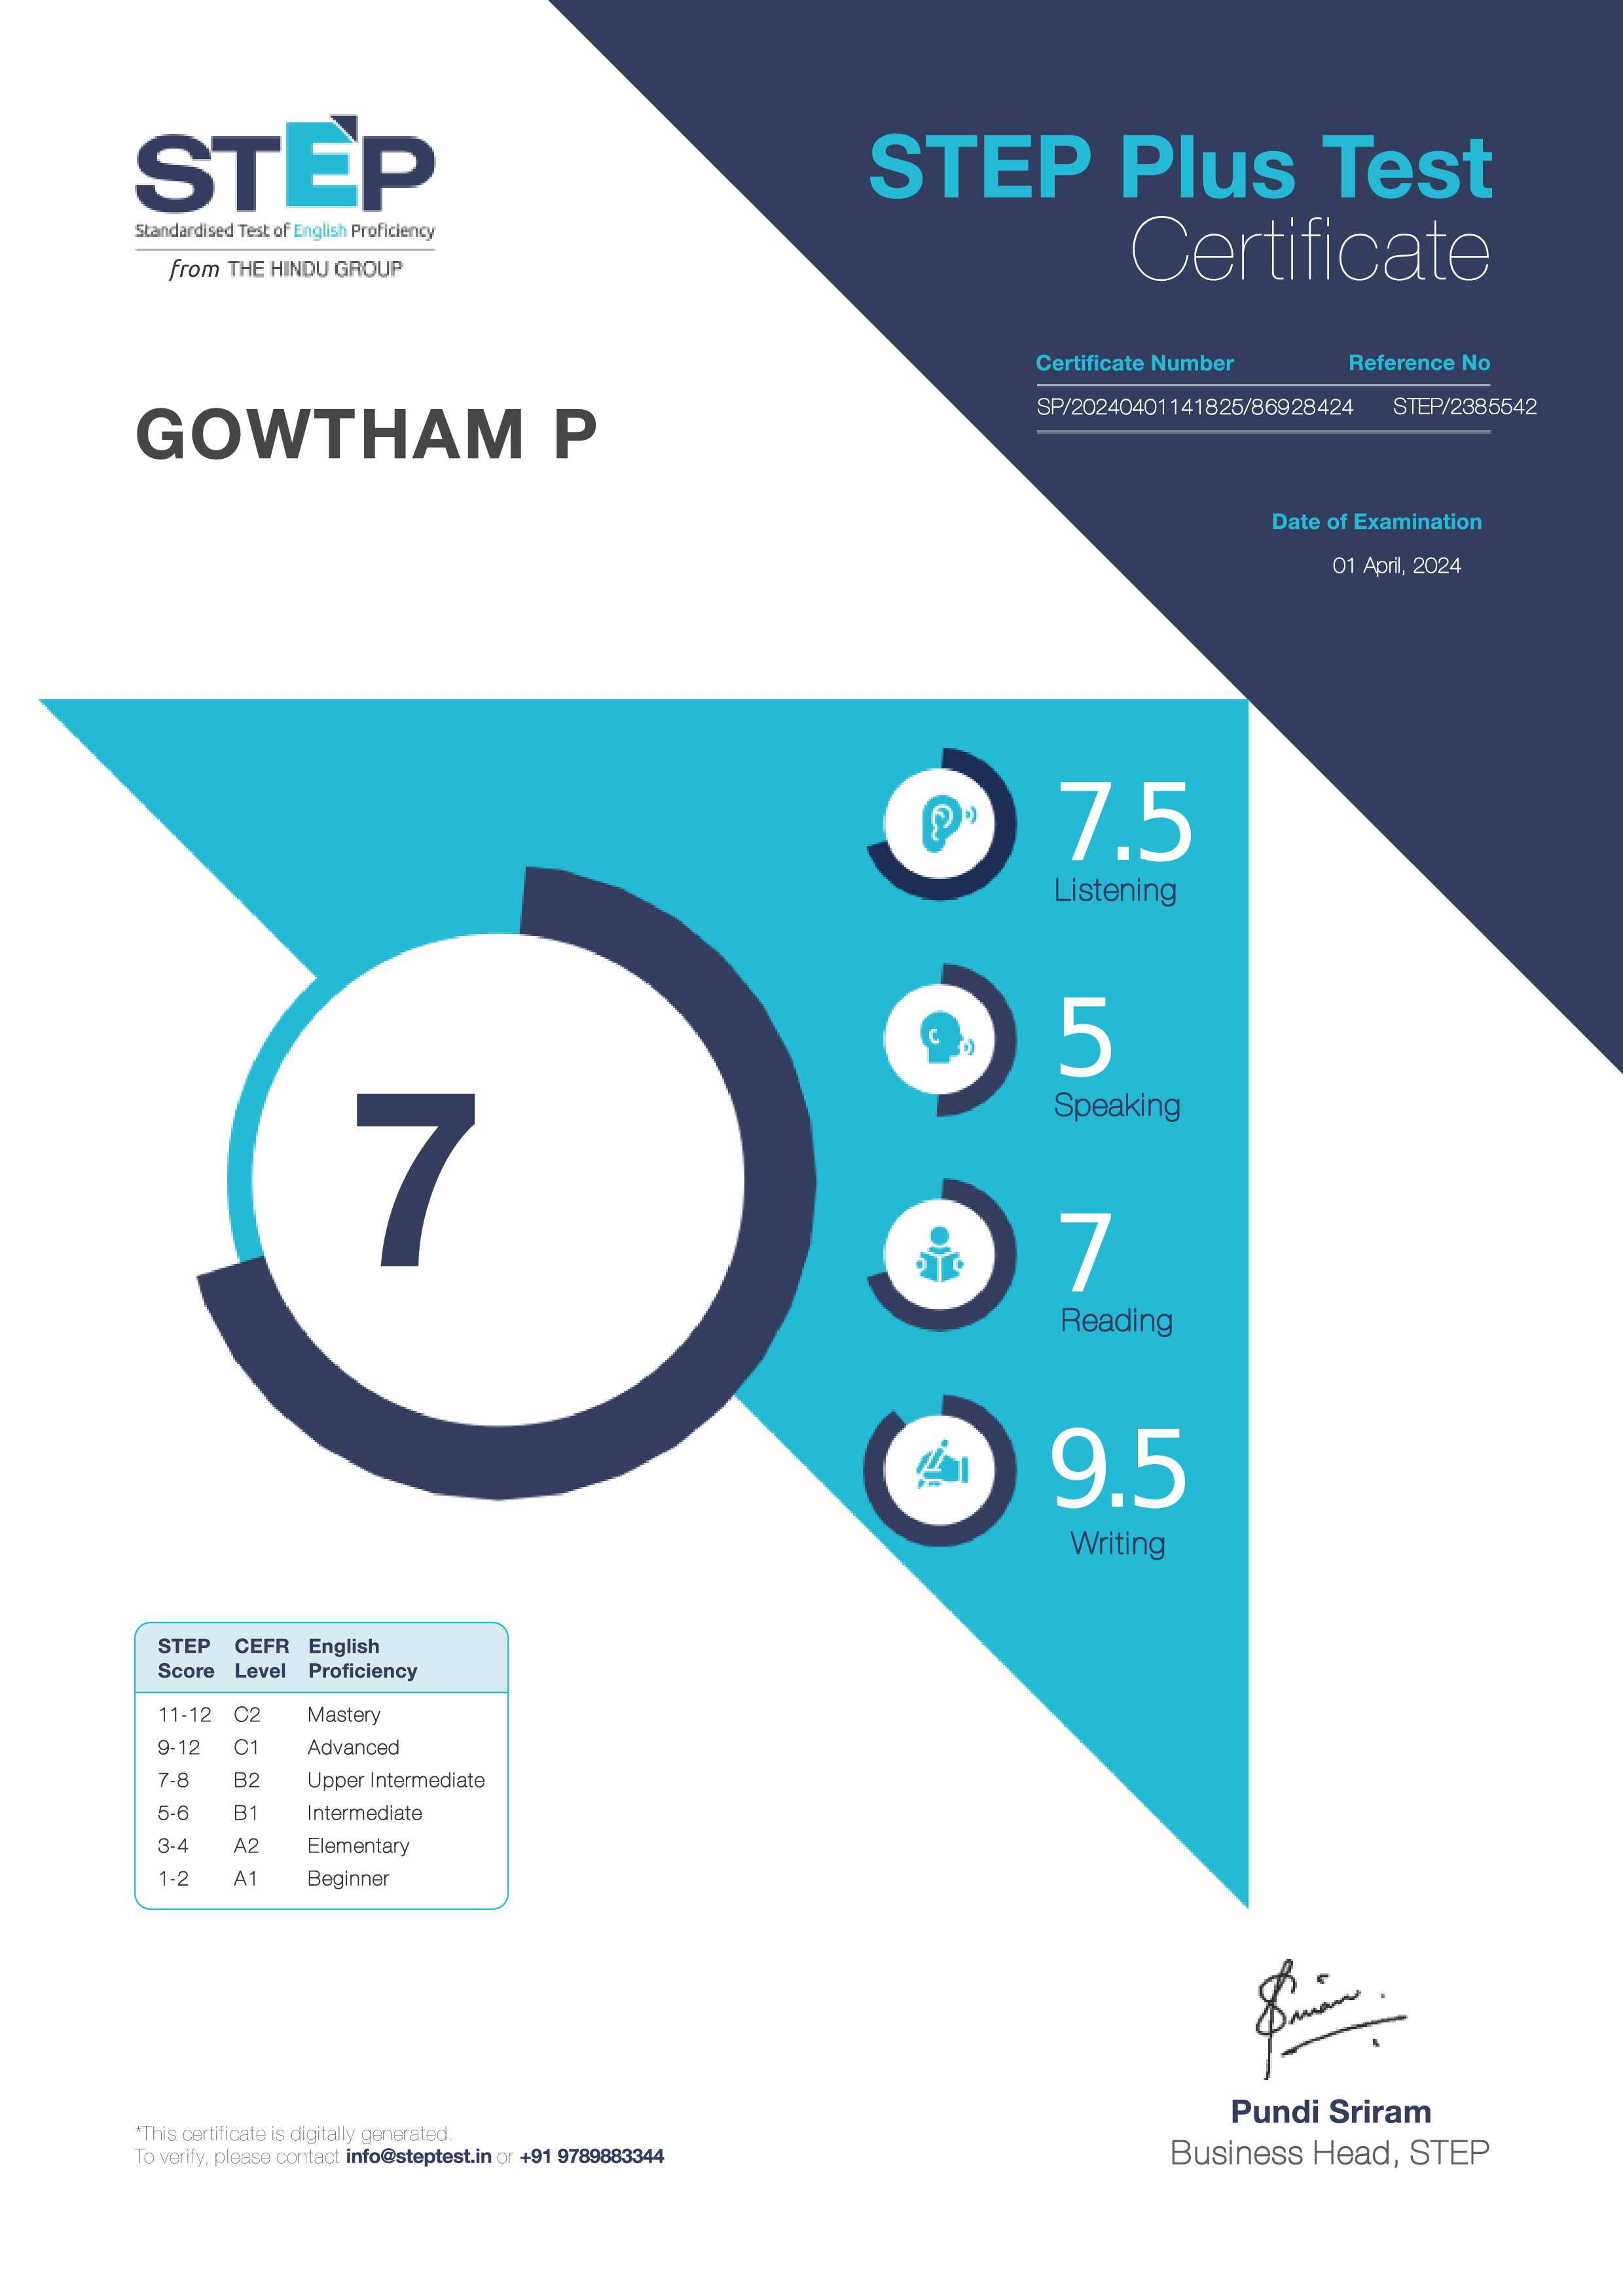 STEP
Standardised Test of English Proficiency
from THE HINDU GROUP
STEP Plus Test
Certificate
Certificate Number Reference No
SP/20240401141825/86928424 STEP/2385542
GOWTHAM P
Date of Examination
01 April, 2024
7.5
Listening
5
Speaking
7
7
Reading
9.5
Writing
STEP CEFR English
Score Level Proficiency
11-12 C2 Mastery
9-12 C1 Advanced
7-8 B2 Upper Intermediate
5-6 B1 Intermediate
3-4 A2 Elementary
1-2 A1 Beginner
Sriram
Pundi Sriram
Business Head, STEP
*This certificate is digitally generated.
To verify, please contact info@steptest.in or +91 9789883344